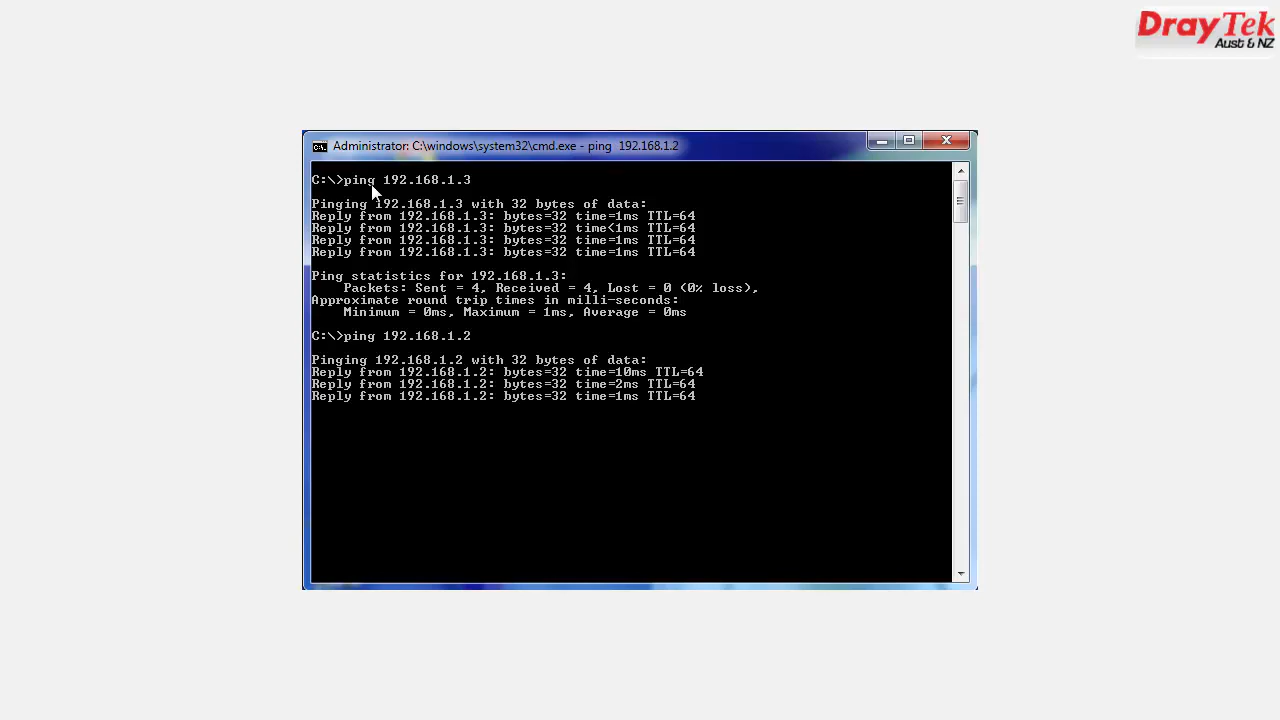 DrayTek
Aust & NZ
Administrator: C:\windows\system32\cmd.exe - ping  192.168.1.2
C:\>ping 192.168.1.3
Pinging 192.168.1.3 with 32 bytes of data:
Reply from 192.168.1.3: bytes=32 time=1ms TTL=64
Reply from 192.168.1.3: bytes=32 time<1ms TTL=64
Reply from 192.168.1.3: bytes=32 time=1ms TTL=64
Reply from 192.168.1.3: bytes=32 time=1ms TTL=64
Ping statistics for 192.168.1.3:
    Packets: Sent = 4, Received = 4, Lost = 0 (0% loss),
Approximate round trip times in milli-seconds:
    Minimum = 0ms, Maximum = 1ms, Average = 0ms
C:\>ping 192.168.1.2
Pinging 192.168.1.2 with 32 bytes of data:
Reply from 192.168.1.2: bytes=32 time=10ms TTL=64
Reply from 192.168.1.2: bytes=32 time=2ms TTL=64
Reply from 192.168.1.2: bytes=32 time=1ms TTL=64